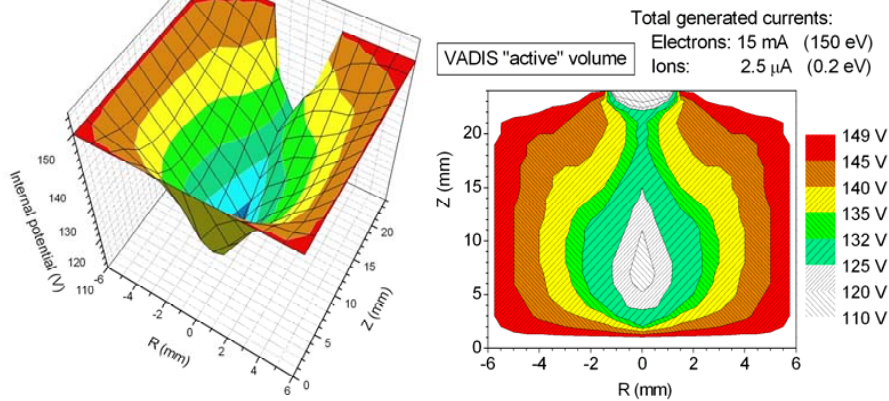 Total generated currents:
Electrons: 15 mA (150 eV)
Ions: 2.5 μA (0.2 eV)
VADIS "active" volume
150
140
130
120
110
Internal potential (V)
-6
-4
-2
0
2
4
6
R (mm)
0
5
10
15
20
Z (mm)
20
15
10
5
0
Z (mm)
-6 -4 -2 0 2 4 6
R (mm)
149 V
145 V
140 V
135 V
132 V
125 V
120 V
110 V